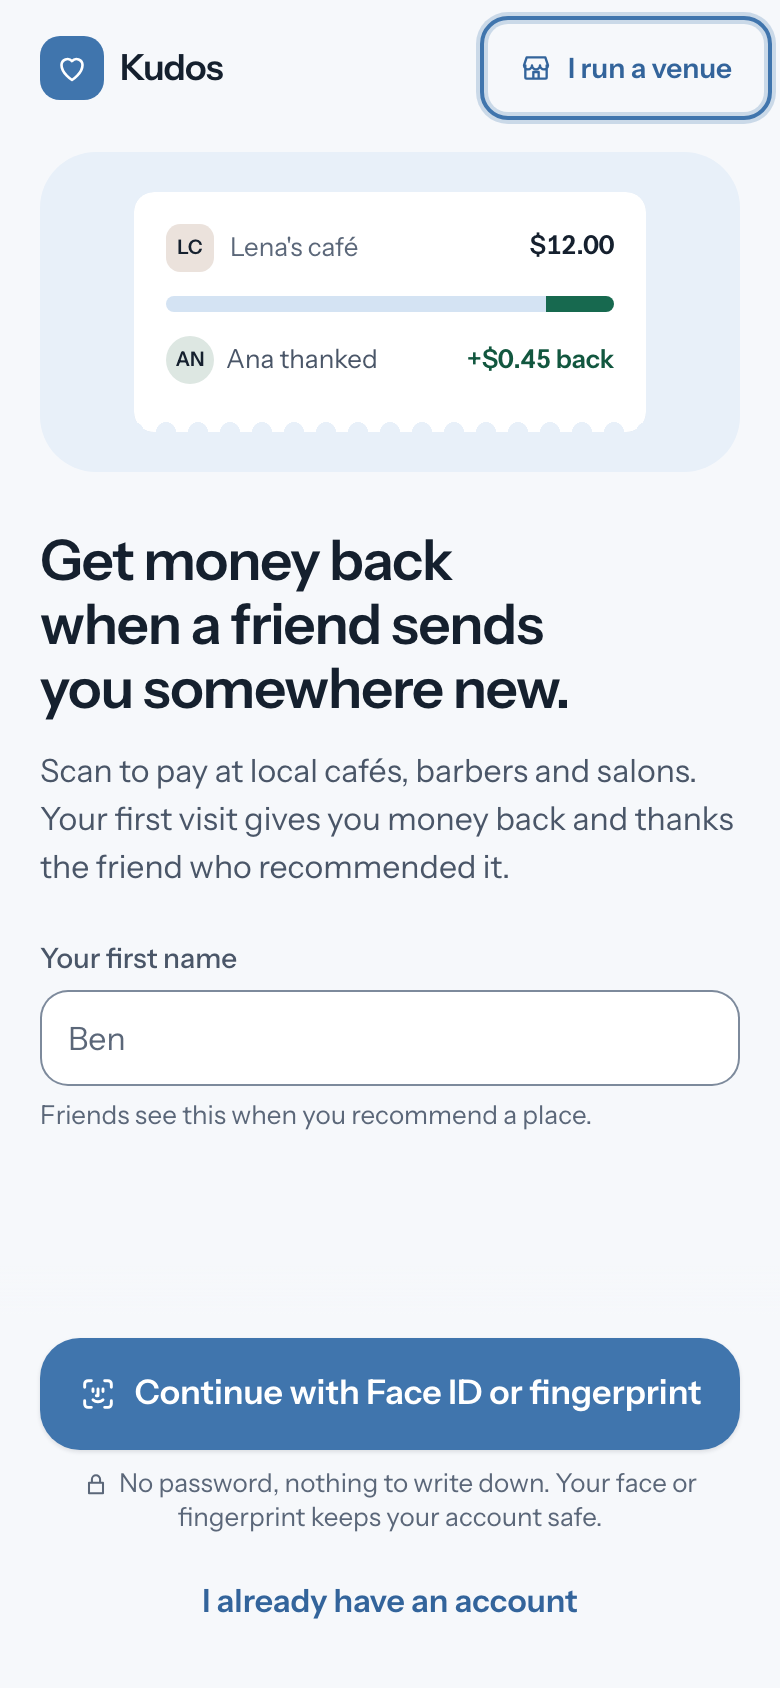 Kudos
I run a venue
LC Lena's café $12.00
AN Ana thanked +$0.45 back
Get money back
when a friend sends
you somewhere new.
Scan to pay at local cafés, barbers and salons.
Your first visit gives you money back and thanks
the friend who recommended it.
Your first name
Ben
Friends see this when you recommend a place.
Continue with Face ID or fingerprint
No password, nothing to write down. Your face or
fingerprint keeps your account safe.
I already have an account